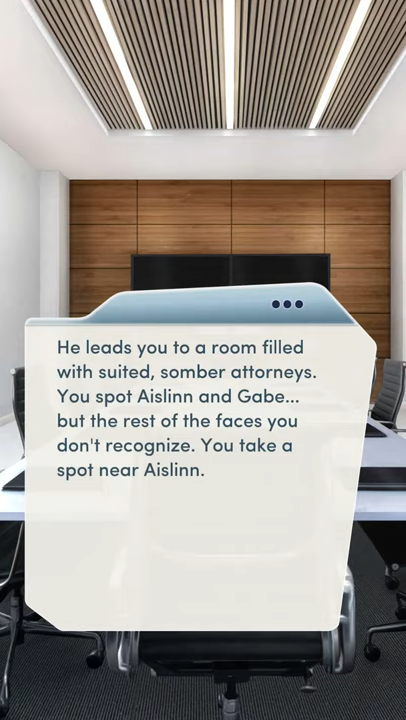 He leads you to a room filled
with suited, somber attorneys.
You spot Aislinn and Gabe...
but the rest of the faces you
don't recognize. You take a
spot near Aislinn.